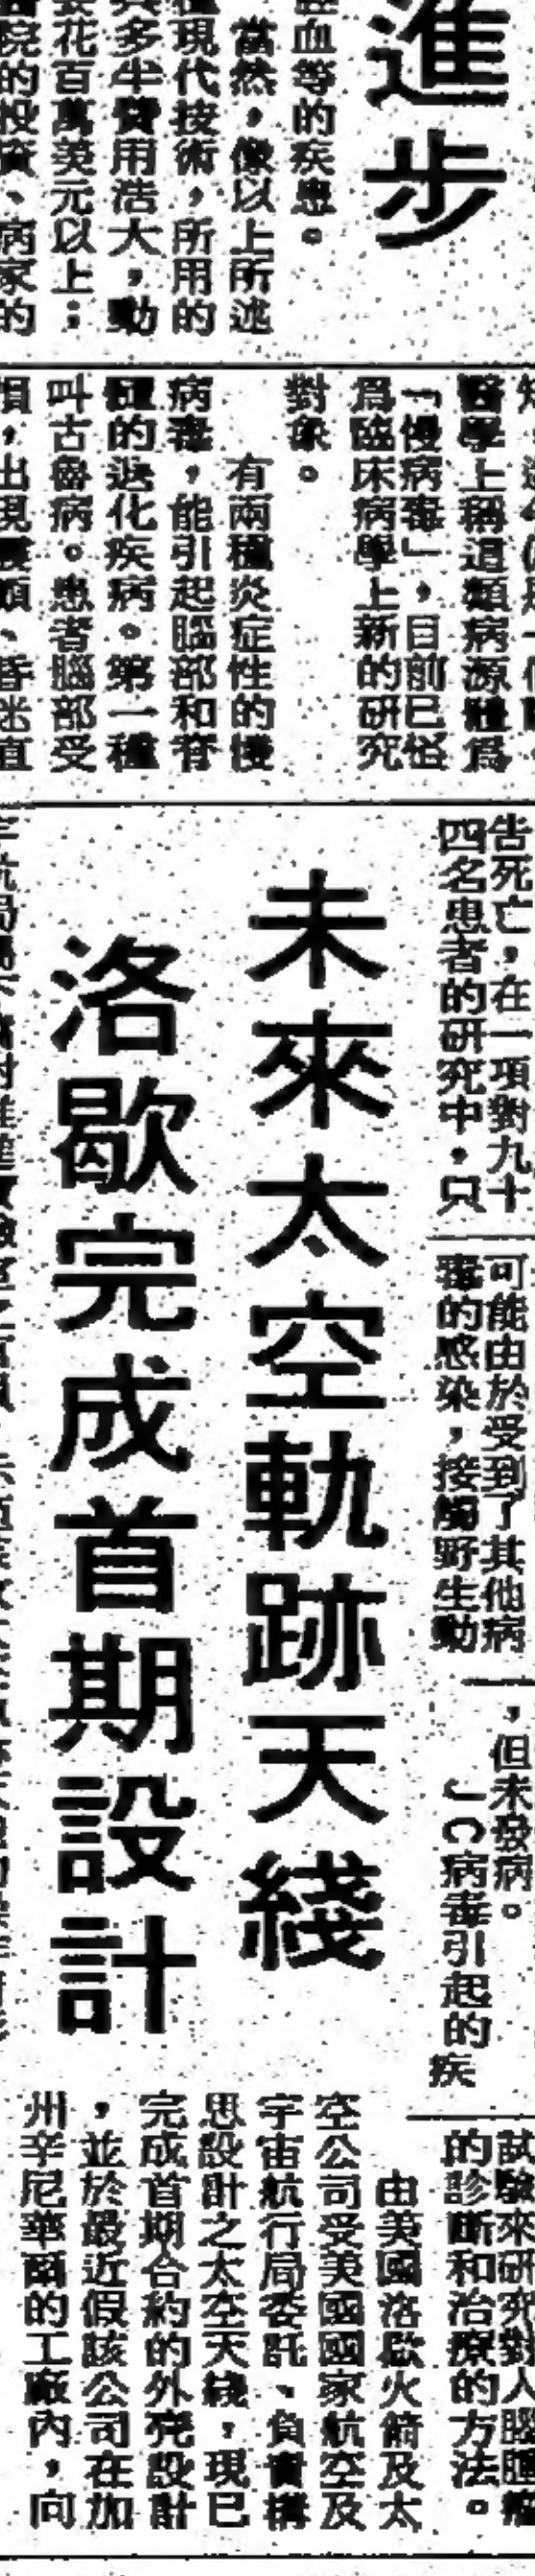 進步
腔血等的疾患。
當然，像以上所述
現代技術，所用的
多半費用浩大，動
花百萬美元以上；
院的投資、病家的
醫學上稱這類病源體爲
「慢病毒」，目前已
爲臨床病學上新的研究
對象。
有兩種炎症性的慢
病毒，能引起腦部和脊
的退化疾病。第一種
叫古魯病。患者腦部受
損，出現震顫、昏迷直
告死亡，在一項對九十
四名患者的研究中，只
可能由於受到了其他病
毒的感染，接觸野生動
，但未發病。
JC病毒引起的疾
試驗來研究對人腦腫瘤
的診斷和治療的方法。
未來太空軌跡天綫
洛歇完成首期設計
由美國洛歇火箭及太
空公司受美國國家航空及
宇宙航行局委託、負責構
思設計之太空天綫，現已
完成首期合約的外壳設計
，並於最近假該公司在加
州辛尼華爾的工廠內，向